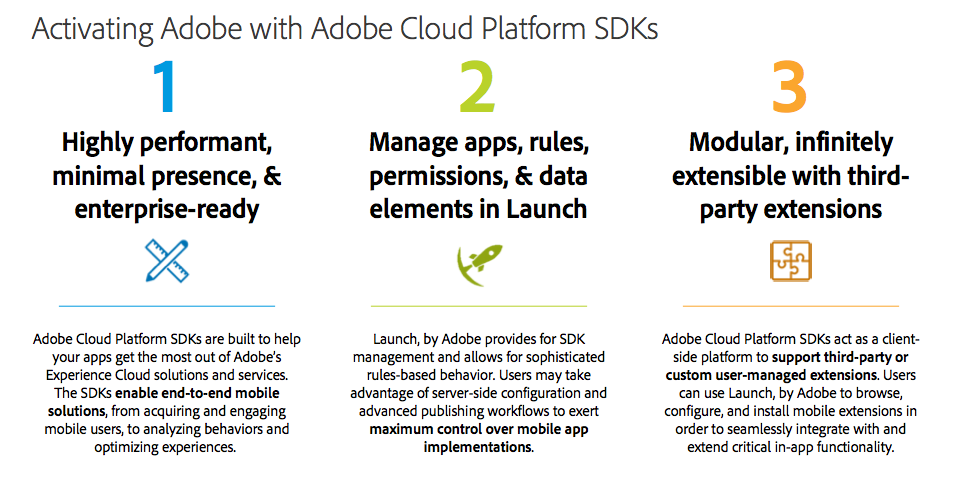 Activating Adobe with Adobe Cloud Platform SDKs
1
Highly performant,
minimal presence, &
enterprise-ready
Adobe Cloud Platform SDKs are built to help
your apps get the most out of Adobe's
Experience Cloud solutions and services.
The SDKs enable end-to-end mobile
solutions, from acquiring and engaging
mobile users, to analyzing behaviors and
optimizing experiences.
2
Manage apps, rules,
permissions, & data
elements in Launch
Launch, by Adobe provides for SDK
management and allows for sophisticated
rules-based behavior. Users may take
advantage of server-side configuration and
advanced publishing workflows to exert
maximum control over mobile app
implementations.
3
Modular, infinitely
extensible with third-
party extensions
Adobe Cloud Platform SDKs act as a client-
side platform to support third-party or
custom user-managed extensions. Users
can use Launch, by Adobe to browse,
configure, and install mobile extensions in
order to seamlessly integrate with and
extend critical in-app functionality.